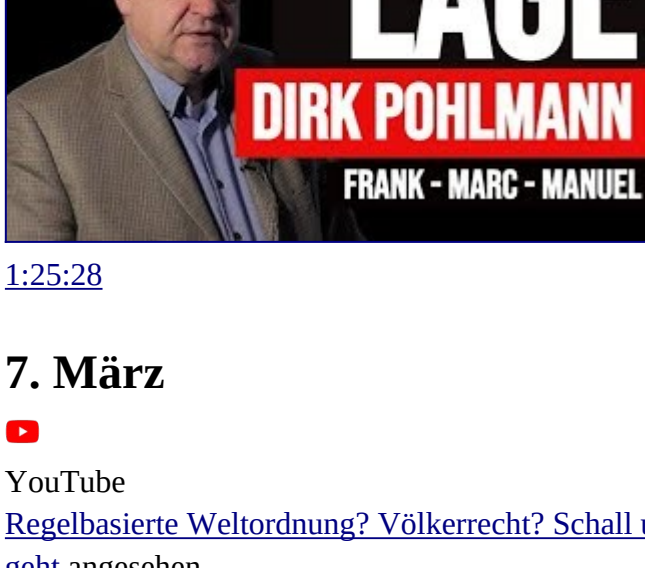 LAGE
DIRK POHLMANN
FRANK - MARC - MANUEL
1:25:28
7. März
YouTube
Regelbasierte Weltordnung? Völkerrecht? Schall
geht angesehen